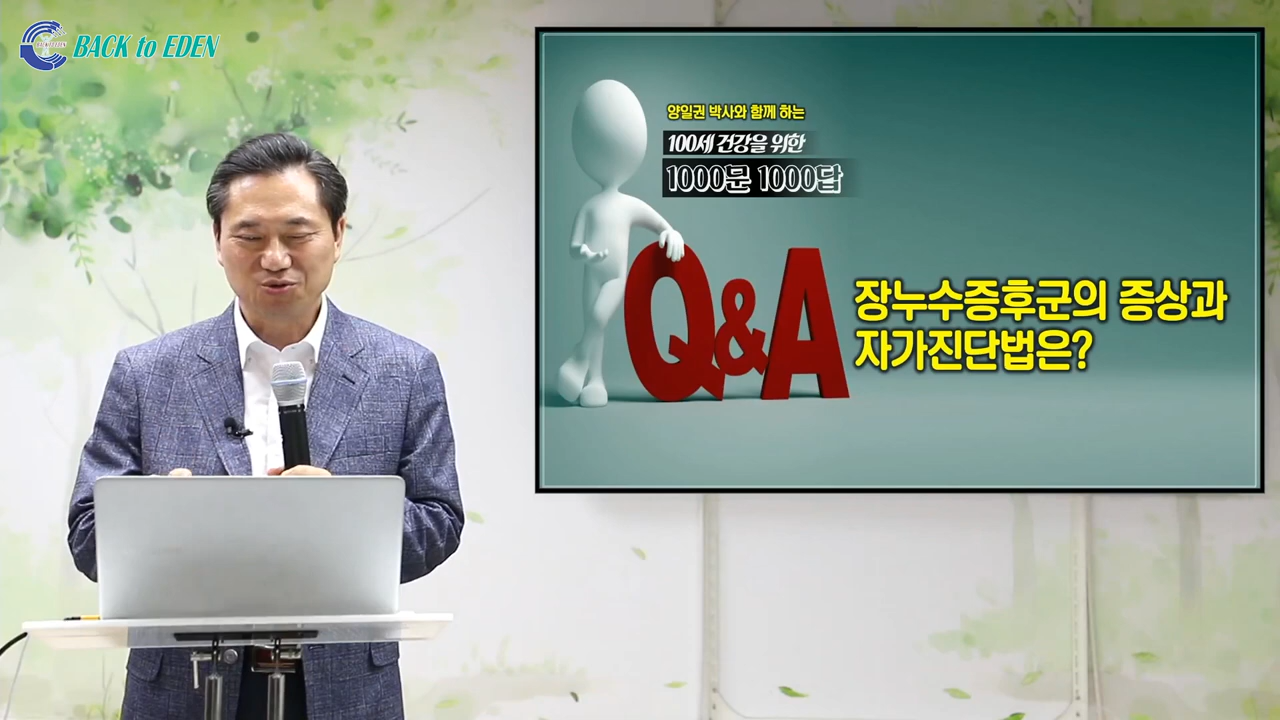 BACK to EDEN
양일권 박사와 함께 하는
100세 건강을 위한
1000문 1000답
Q&A
장누수증후군의 증상과
자가진단법은?